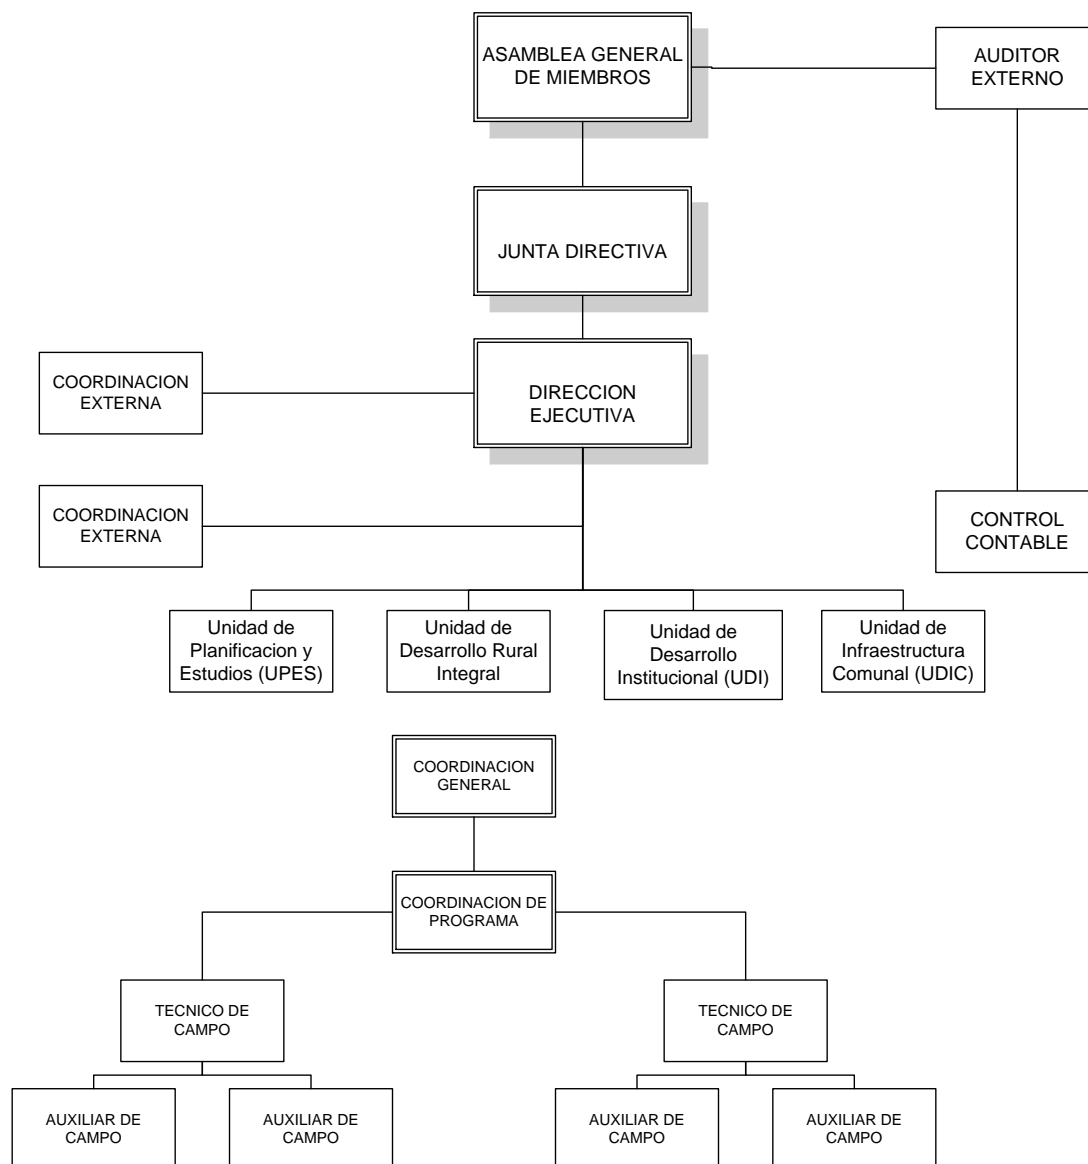 ASAMBLEA GENERAL
DE MIEMBROS
AUDITOR
EXTERNO
JUNTA DIRECTIVA
COORDINACION
EXTERNA
DIRECCION
EJECUTIVA
COORDINACION
EXTERNA
CONTROL
CONTABLE
Unidad de
Planificacion y
Estudios (UPES)
Unidad de
Desarrollo Rural
Integral
Unidad de
Desarrollo
Institucional (UDI)
Unidad de
Infraestructura
Comunal (UDIC)
COORDINACION
GENERAL
COORDINACION DE
PROGRAMA
TECNICO DE
CAMPO
TECNICO DE
CAMPO
AUXILIAR DE
CAMPO
AUXILIAR DE
CAMPO
AUXILIAR DE
CAMPO
AUXILIAR DE
CAMPO